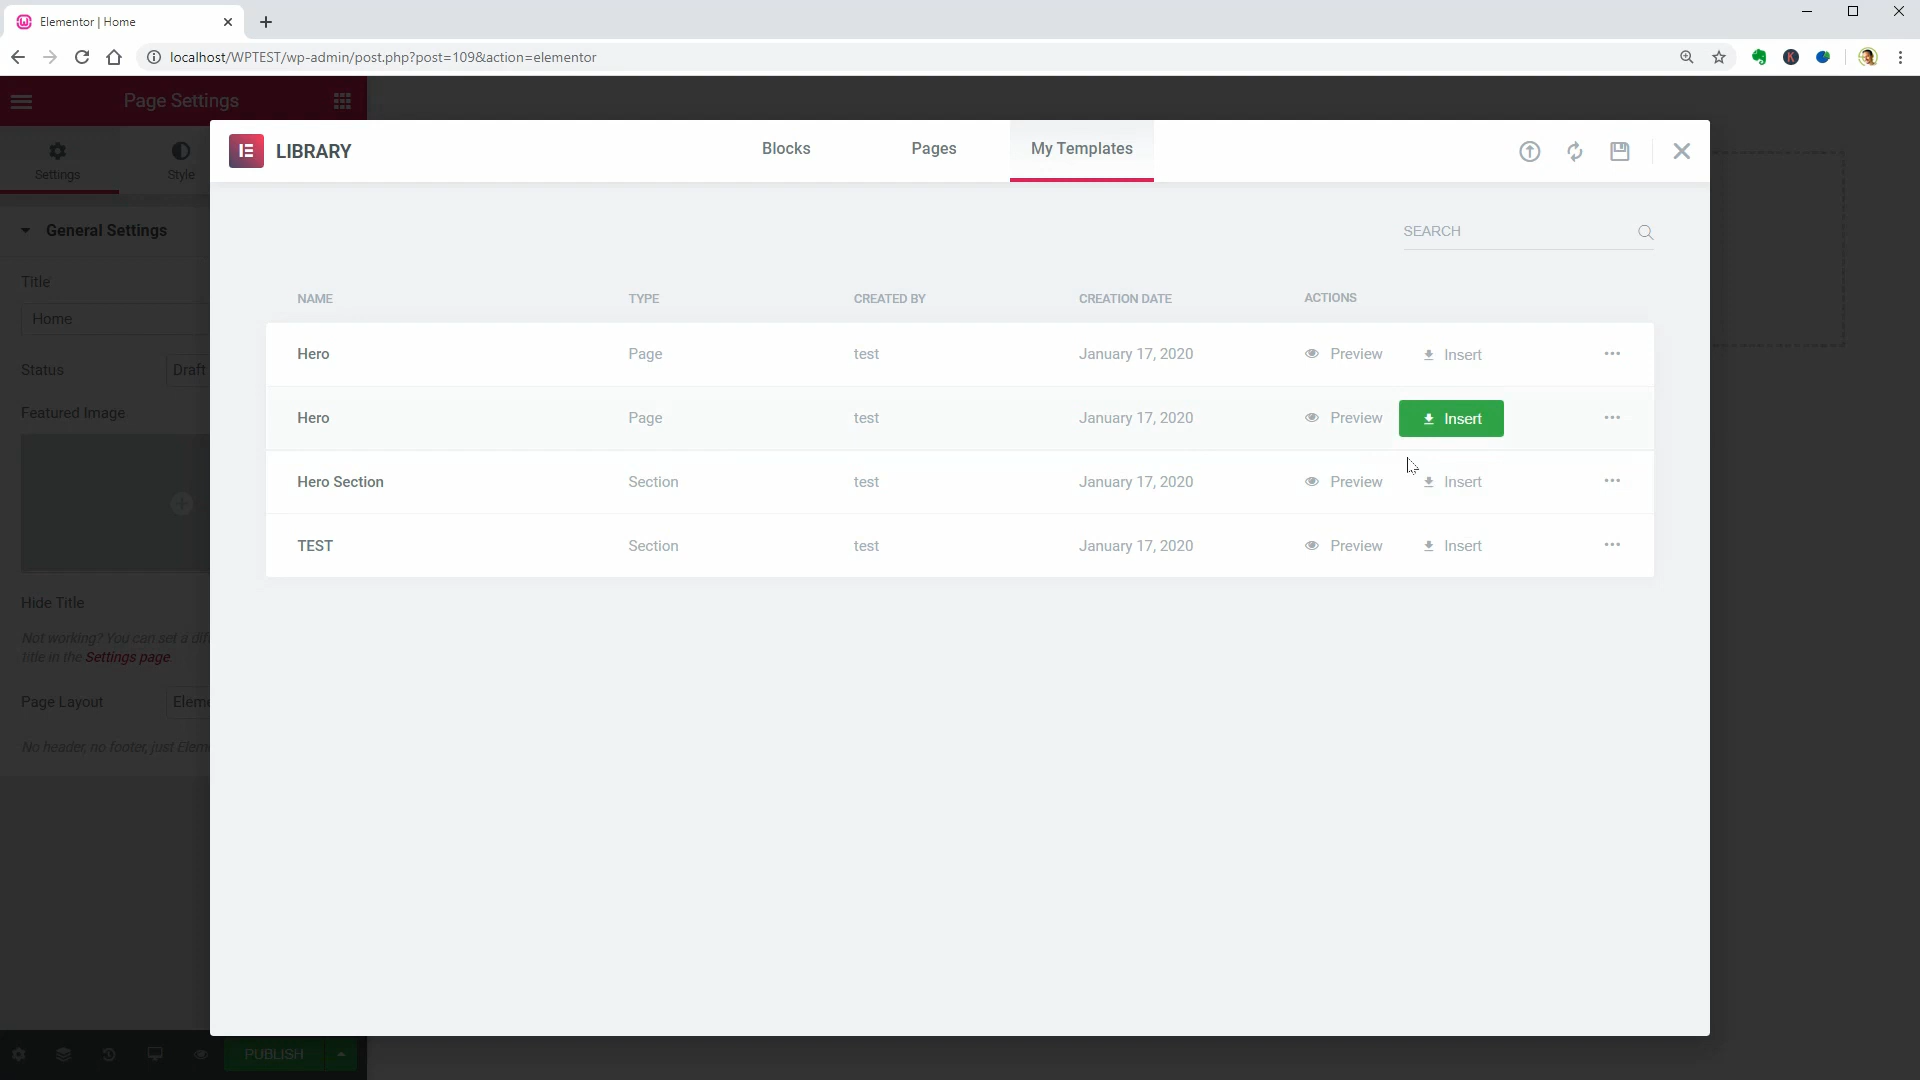 Elementor | Home
localhost/WPTEST/wp-admin/post.php?post=109&action=elementor
Page Settings
Settings
Style
LIBRARY
Blocks
Pages
My Templates
General Settings
SEARCH
Title
Home
NAME
TYPE
CREATED BY
CREATION DATE
ACTIONS
Hero
Page
test
January 17, 2020
Preview
Insert
Status
Draft
Featured Image
Hero
Page
test
January 17, 2020
Preview
Insert
Hero Section
Section
test
January 17, 2020
Preview
Insert
TEST
Section
test
January 17, 2020
Preview
Insert
Hide Title
Not working? You can set a
title in the Settings page
Page Layout
No header, no footer, just
PUBLISH